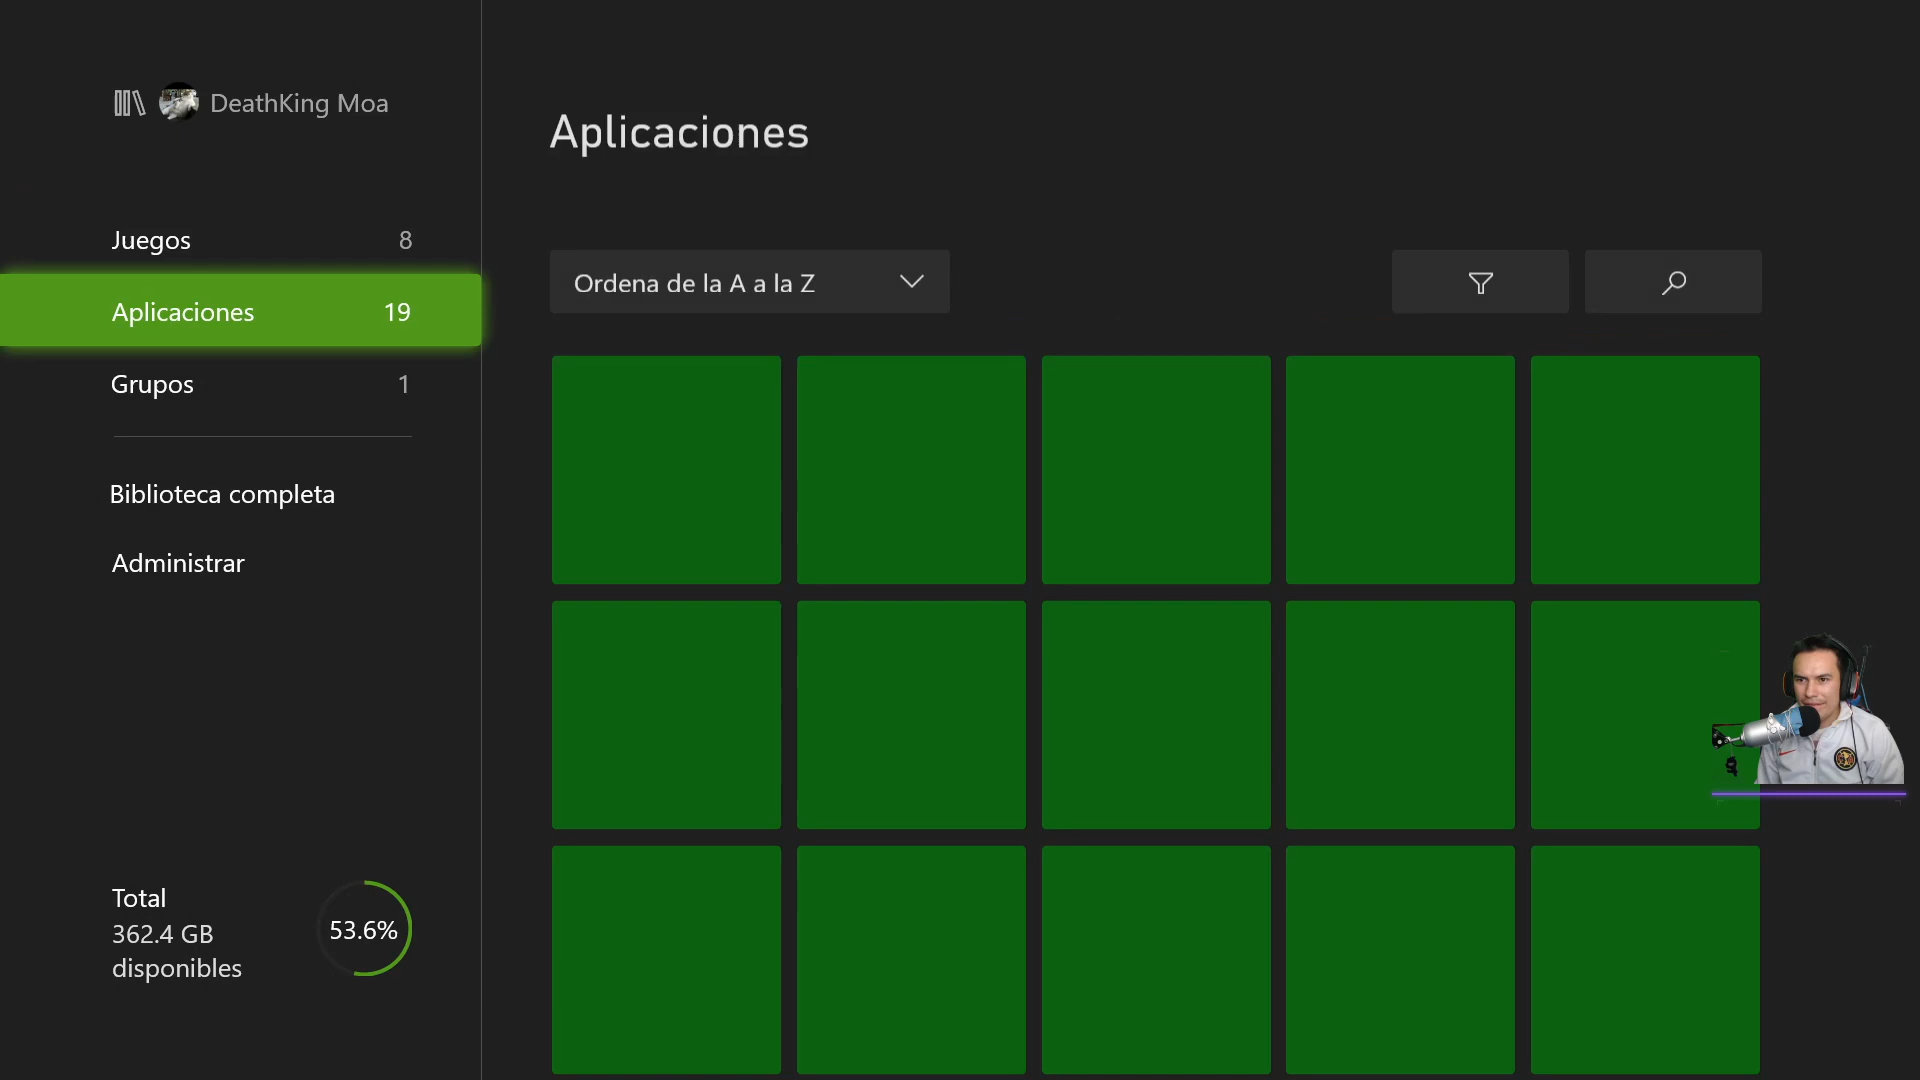 DeathKing Moa
Juegos 8
Aplicaciones 19
Grupos 1
Biblioteca completa
Administrar
Total
362.4 GB
disponibles
53.6%
Aplicaciones
Ordena de la A a la Z